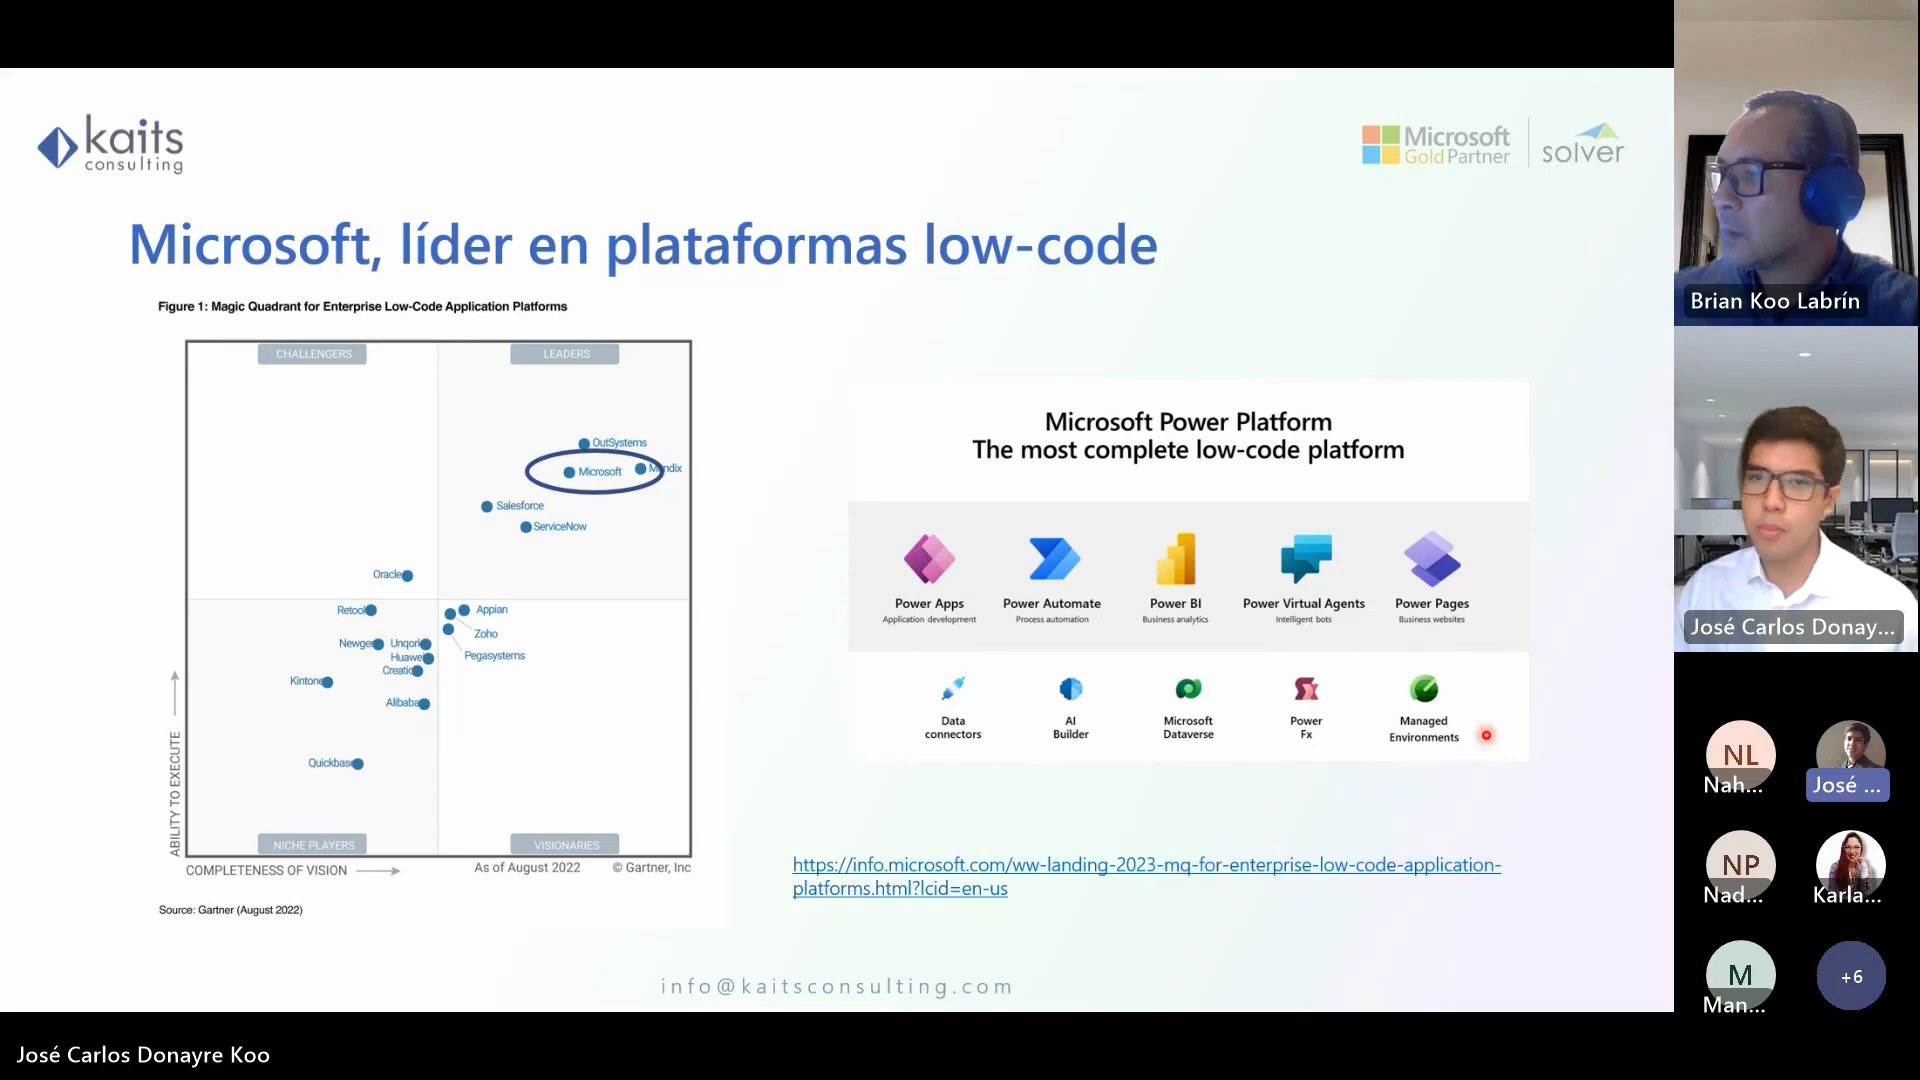 kaits
consulting
Microsoft
Gold Partner
solver
Microsoft, líder en plataformas low-code
Figure 1: Magic Quadrant for Enterprise Low-Code Application Platforms
CHALLENGERS
LEADERS
OutSystems
Microsoft
Mendix
Salesforce
ServiceNow
Oracle
Retool
Appian
Zoho
Newgen
Unqork
Huawei
Pegasystems
Creatio
Kintone
Alibaba
Quickbase
NICHE PLAYERS
VISIONARIES
ABILITY TO EXECUTE
COMPLETENESS OF VISION
As of August 2022
© Gartner, Inc
Source: Gartner (August 2022)
Microsoft Power Platform
The most complete low-code platform
Power Apps
Application development
Power Automate
Process automation
Power BI
Business analytics
Power Virtual Agents
Intelligent bots
Power Pages
Business websites
Data
connectors
AI
Builder
Microsoft
Dataverse
Power
Fx
Managed
Environments
https://info.microsoft.com/ww-landing-2023-mq-for-enterprise-low-code-application-
platforms.html?lcid=en-us
info@kaitsconsulting.com
Brian Koo Labrín
José Carlos Donay...
NL
Nah...
José ...
NP
Nad...
Karla...
M
Man...
+6
José Carlos Donayre Koo